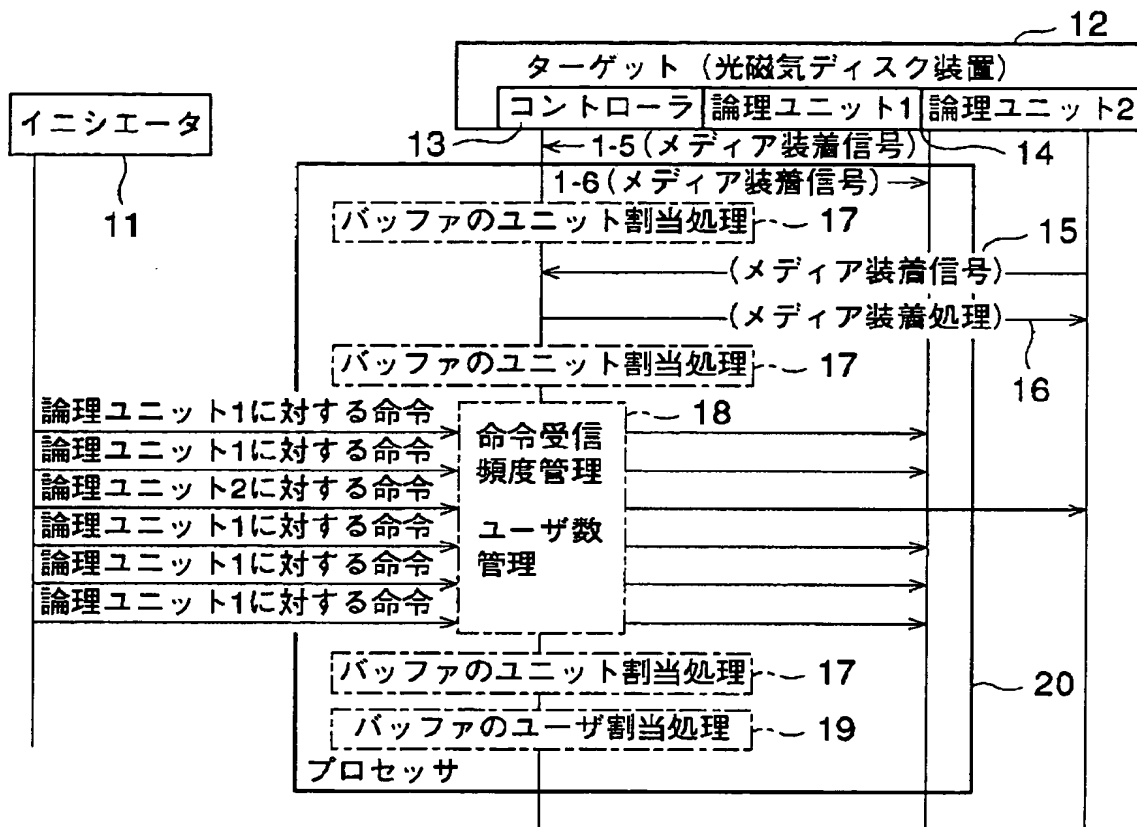 12
ターゲット (光磁気ディスク装置)
イニシエータ
コントローラ
論理ユニット1
論理ユニット2
13
14
11
1-5 (メディア装着信号)
1-6 (メディア装着信号)
バッファのユニット割当処理
17
15
(メディア装着信号)
(メディア装着処理)
16
バッファのユニット割当処理
17
18
論理ユニット1に対する命令
論理ユニット1に対する命令
論理ユニット2に対する命令
論理ユニット1に対する命令
論理ユニット1に対する命令
論理ユニット1に対する命令
命令受信
頻度管理
ユーザ数
管理
バッファのユニット割当処理
17
20
バッファのユーザ割当処理
19
プロセッサ